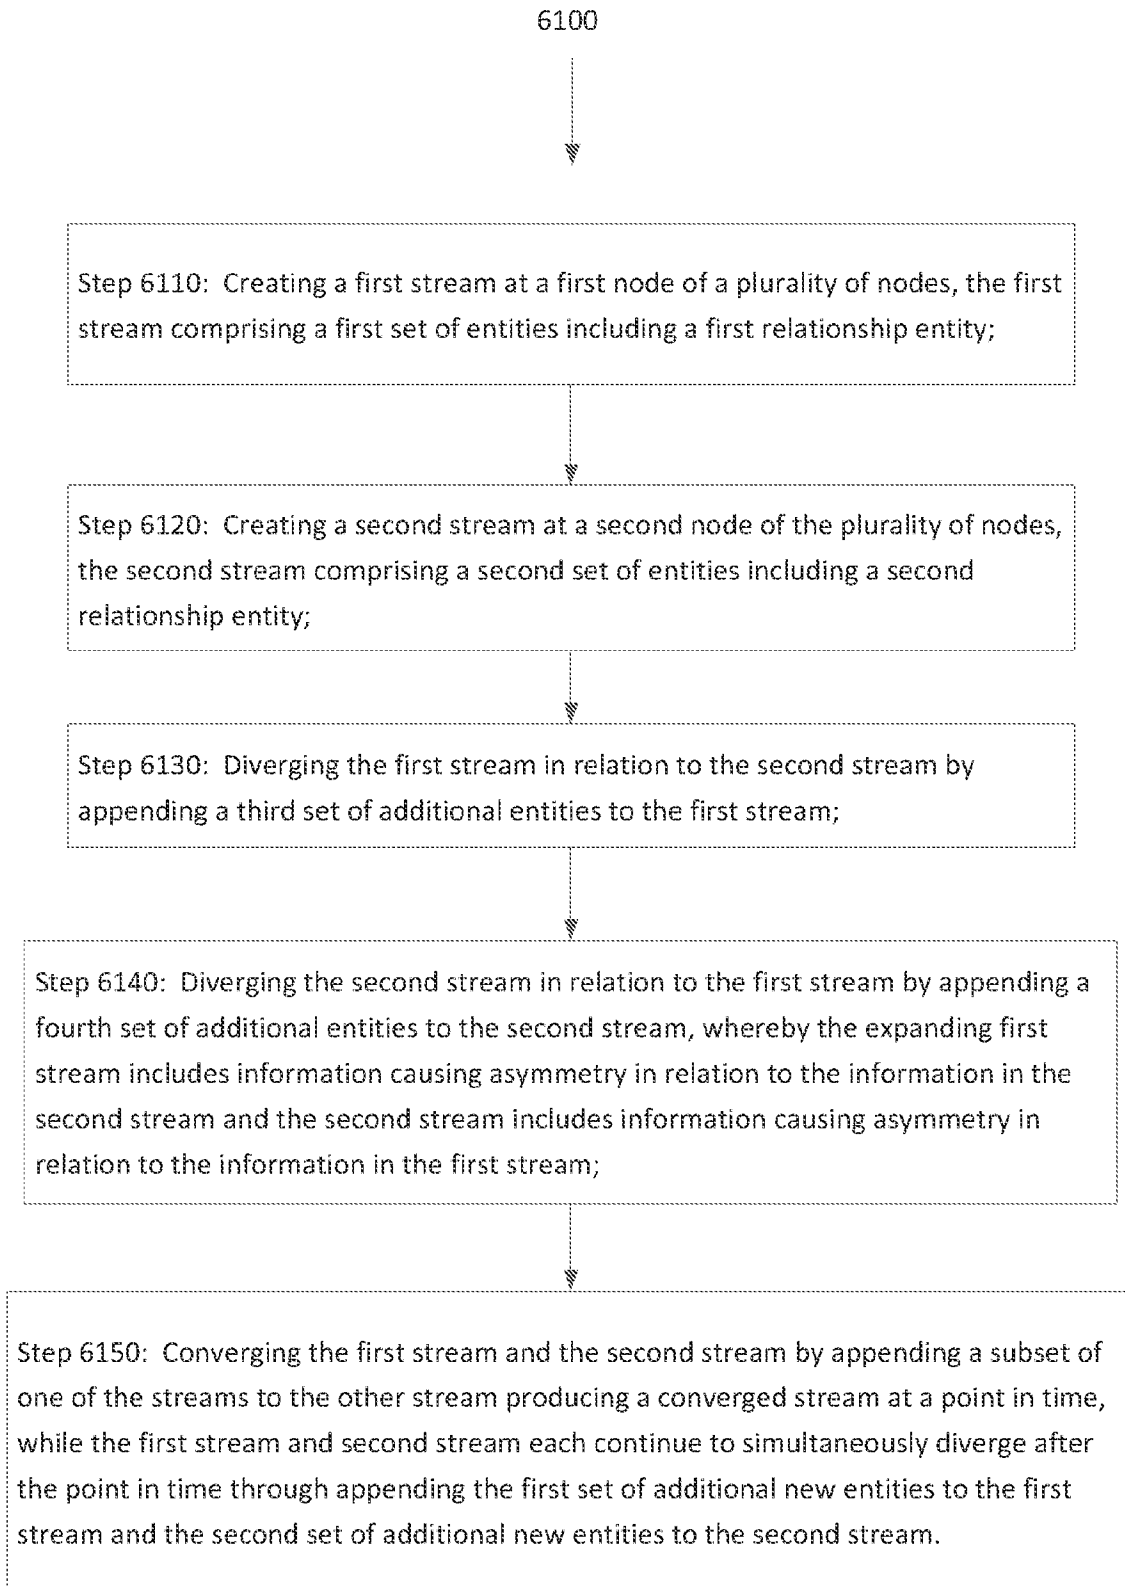 6100
Step 6110: Creating a first stream at a first node of a plurality of nodes, the first
stream comprising a first set of entities including a first relationship entity;
Step 6120: Creating a second stream at a second node of the plurality of nodes,
the second stream comprising a second set of entities including a second
relationship entity;
Step 6130: Diverging the first stream in relation to the second stream by
appending a third set of additional entities to the first stream;
Step 6140: Diverging the second stream in relation to the first stream by appending a
fourth set of additional entities to the second stream, whereby the expanding first
stream includes information causing asymmetry in relation to the information in the
second stream and the second stream includes information causing asymmetry in
relation to the information in the first stream;
Step 6150: Converging the first stream and the second stream by appending a subset of
one of the streams to the other stream producing a converged stream at a point in time,
while the first stream and second stream each continue to simultaneously diverge after
the point in time through appending the first set of additional new entities to the first
stream and the second set of additional new entities to the second stream.